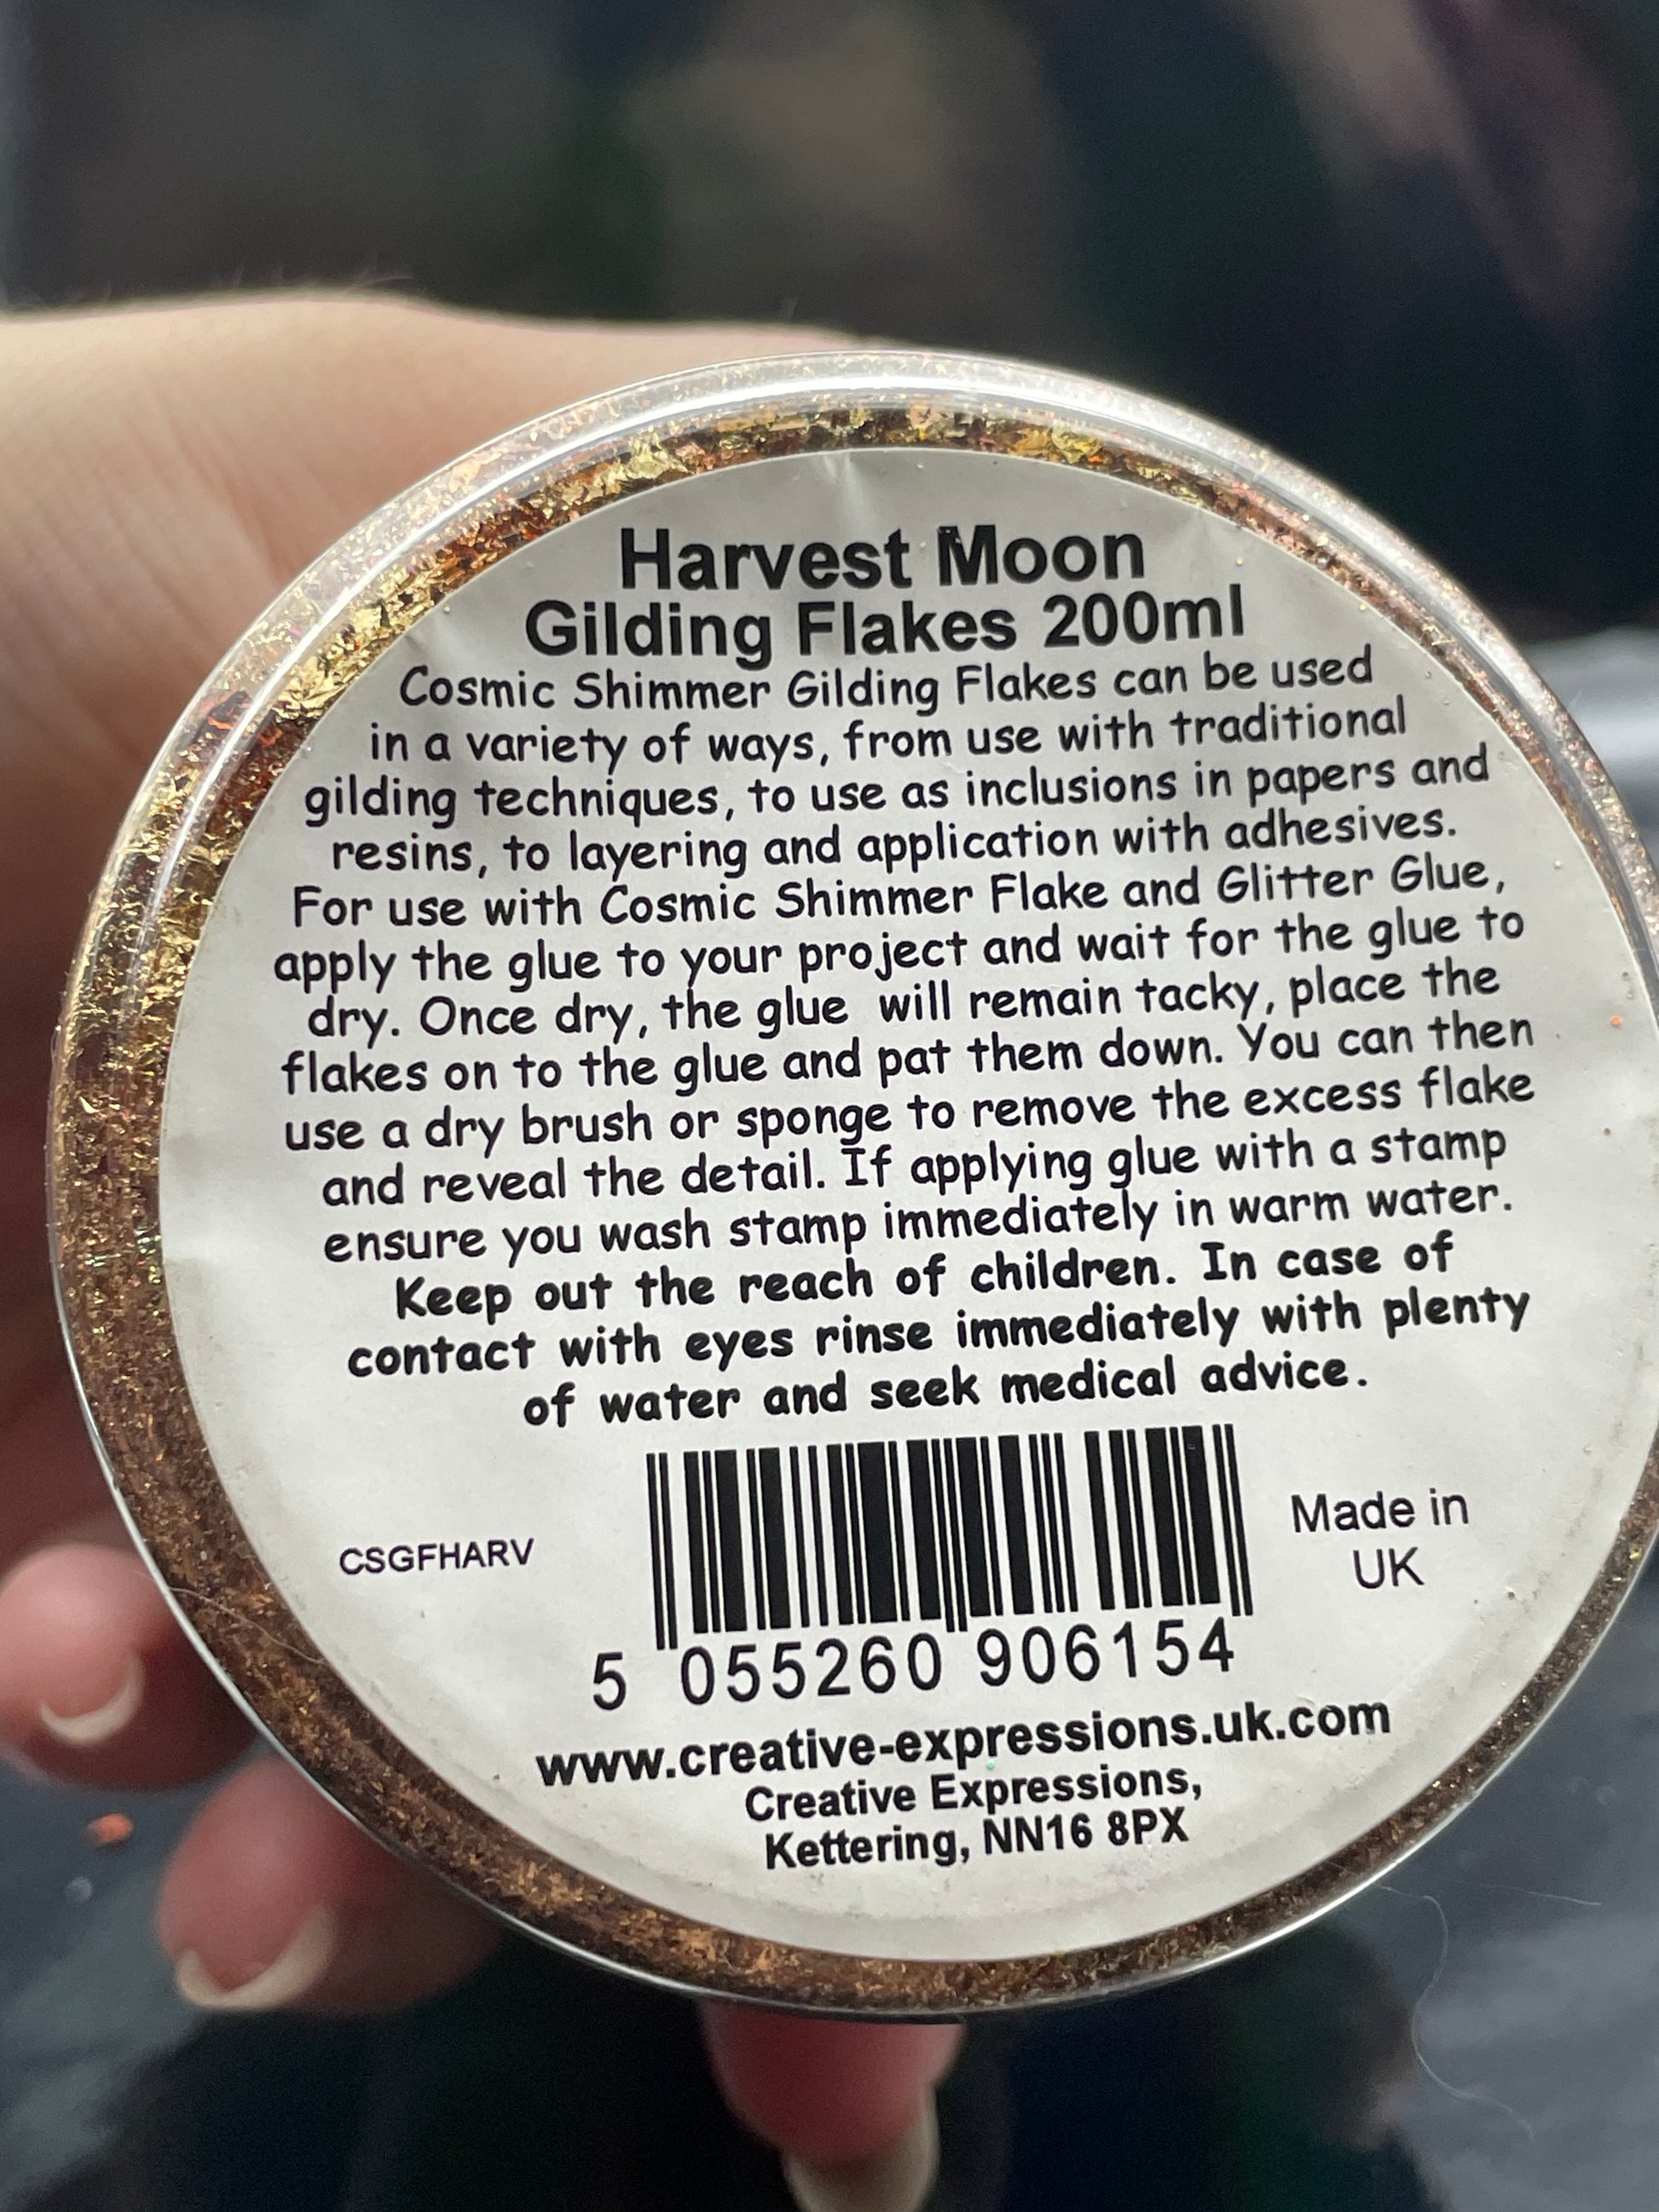 Harvest Moon
Gilding Flakes 200ml
Cosmic Shimmer Gilding Flakes can be used
in a variety of ways, from use with traditional
gilding techniques, to use as inclusions in papers and
resins, to layering and application with adhesives.
For use with Cosmic Shimmer Flake and Glitter Glue,
apply the glue to your project and wait for the glue to
dry. Once dry, the glue will remain tacky, place the
flakes on to the glue and pat them down. You can then
use a dry brush or sponge to remove the excess flake
and reveal the detail. If applying glue with a stamp
ensure you wash stamp immediately in warm water.
Keep out the reach of children. In case of
contact with eyes rinse immediately with plenty
of water and seek medical advice.
CSGFHARV
Made in
UK
5 055260 906154
www.creative-expressions.uk.com
Creative Expressions,
Kettering, NN16 8PX